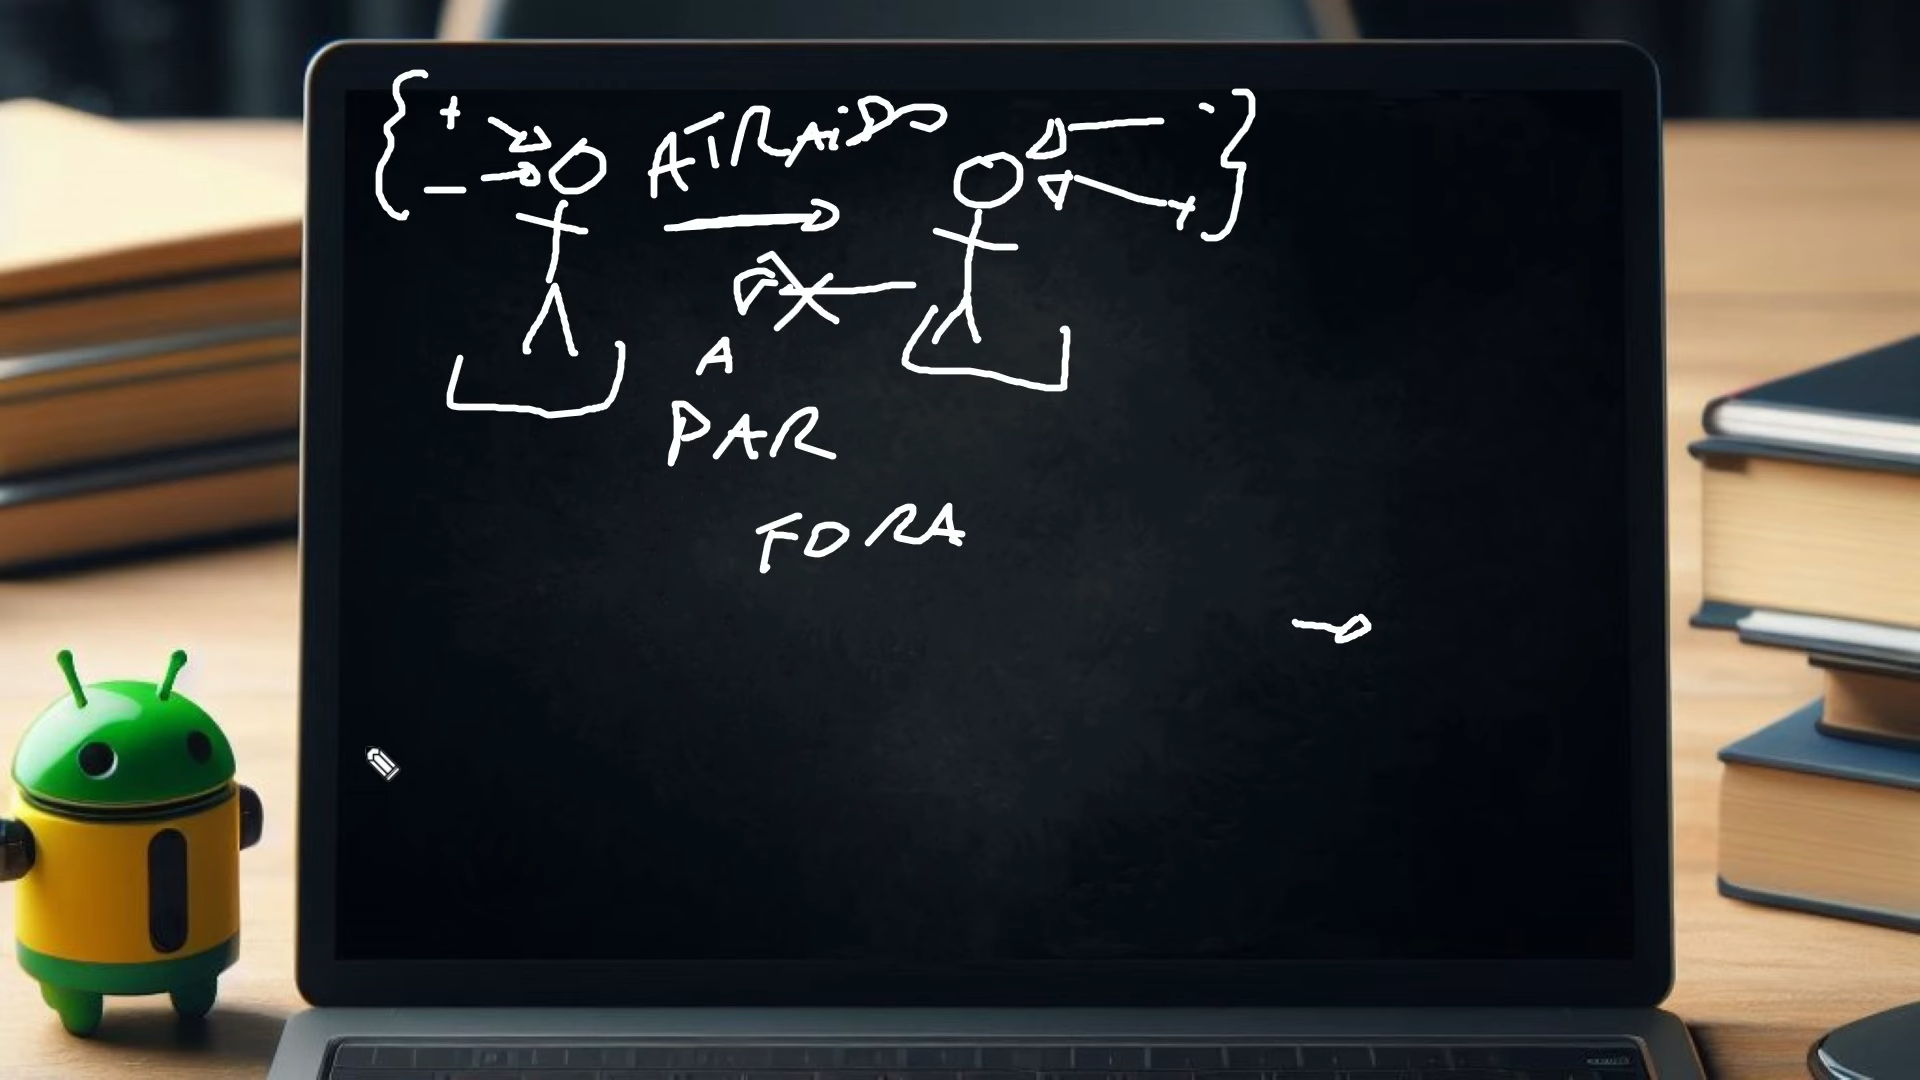 + ATRAIDO -
- +
A
PAR
FORA